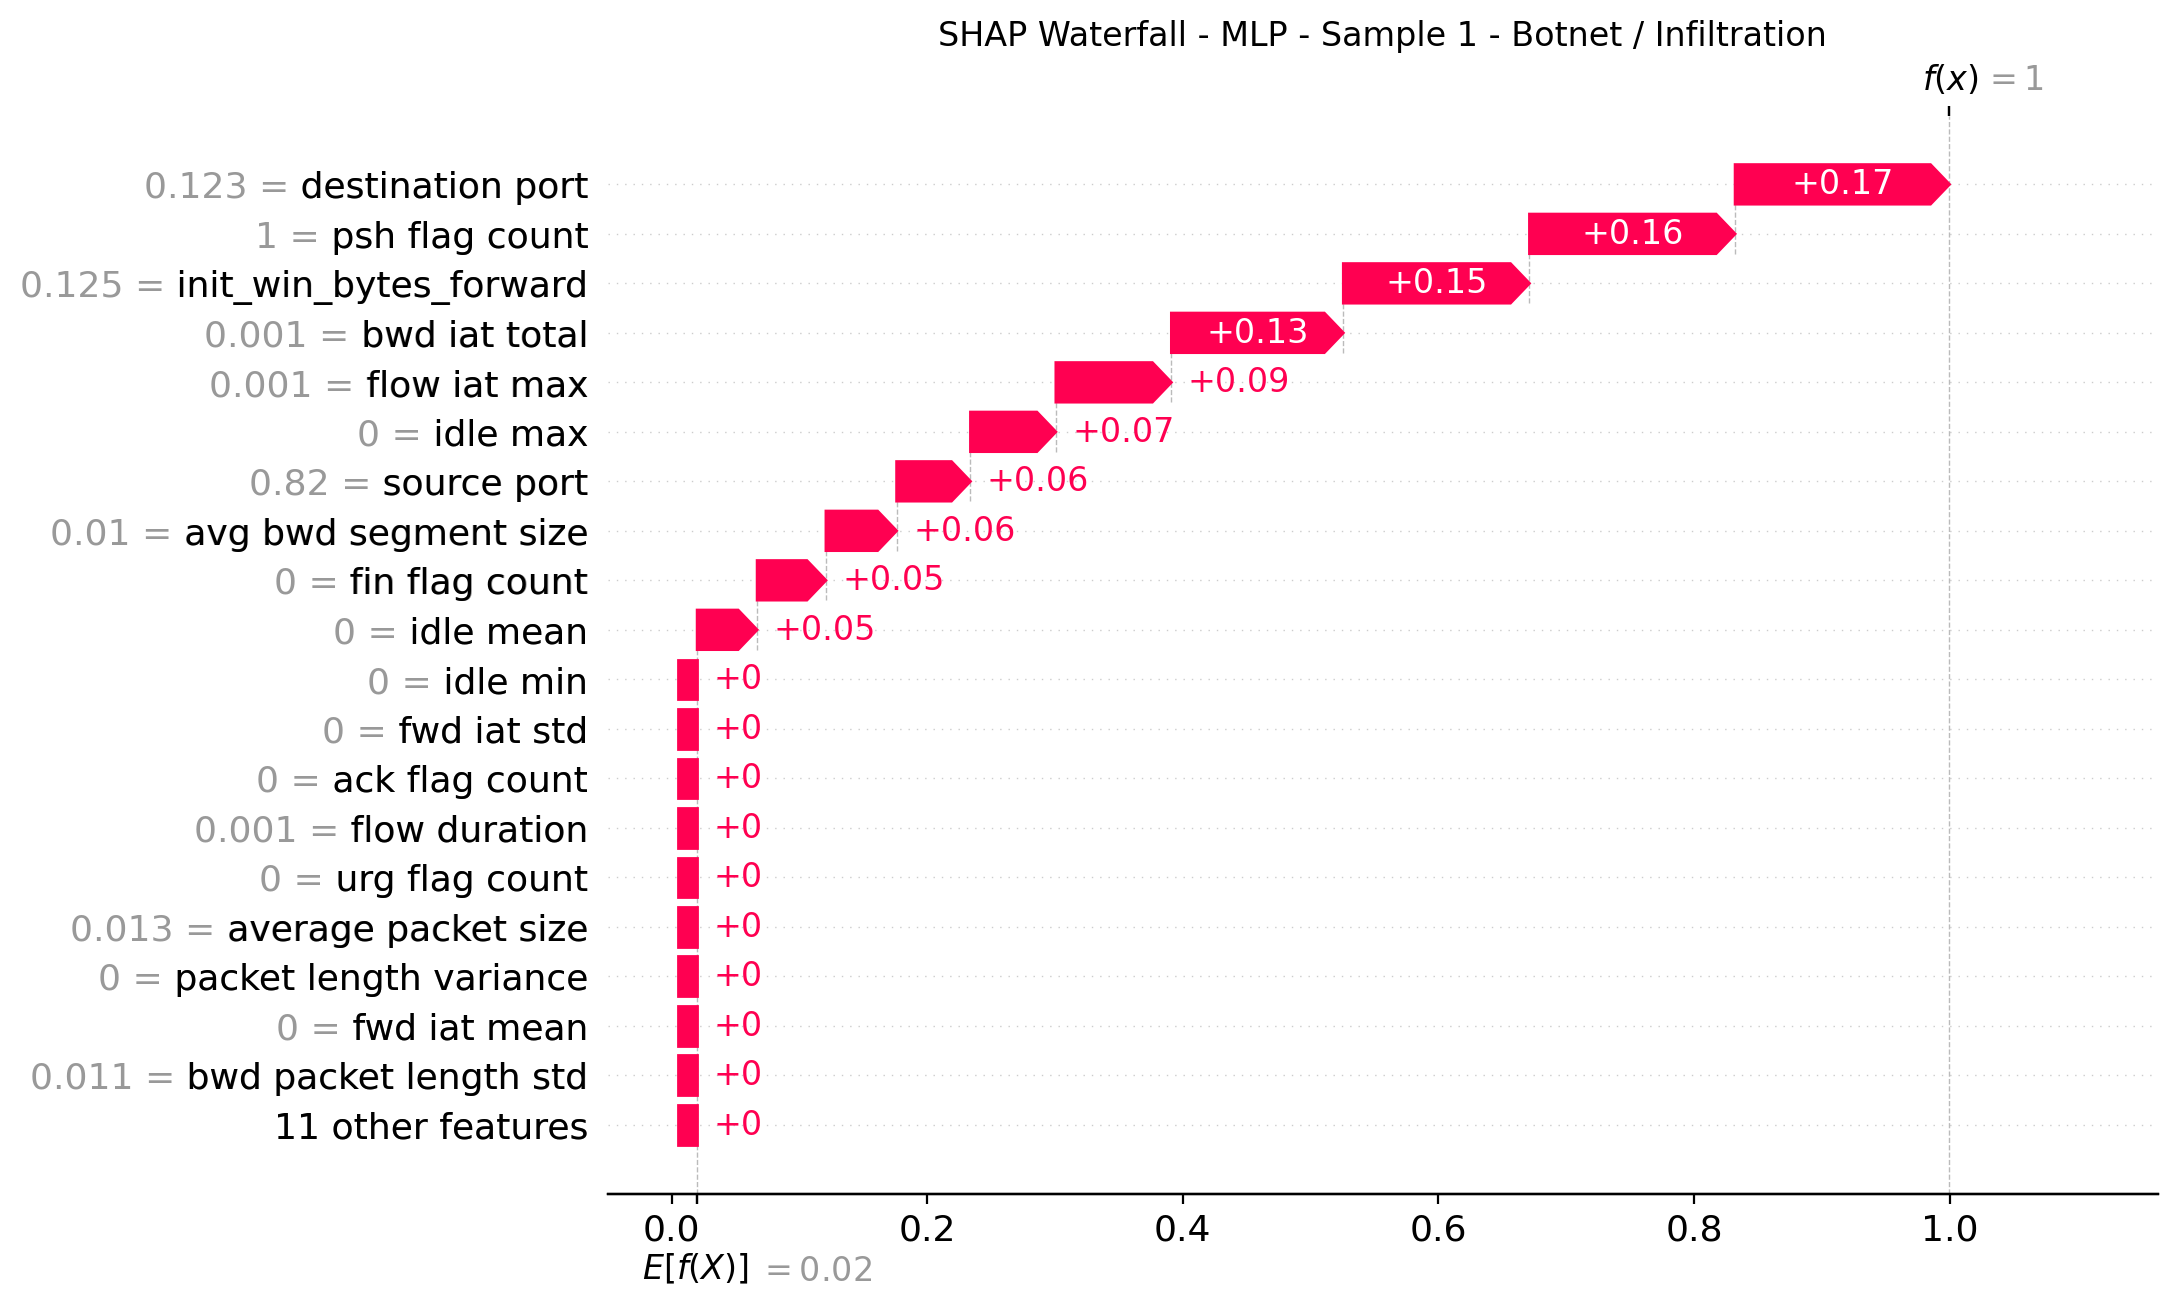 SHAP Waterfall - MLP - Sample 1 - Botnet / Infiltration
f(x) = 1
0.123 = destination port +0.17
1 = psh flag count +0.16
0.125 = init_win_bytes_forward +0.15
0.001 = bwd iat total +0.13
0.001 = flow iat max +0.09
0 = idle max +0.07
0.82 = source port +0.06
0.01 = avg bwd segment size +0.06
0 = fin flag count +0.05
0 = idle mean +0.05
0 = idle min +0
0 = fwd iat std +0
0 = ack flag count +0
0.001 = flow duration +0
0 = urg flag count +0
0.013 = average packet size +0
0 = packet length variance +0
0 = fwd iat mean +0
0.011 = bwd packet length std +0
11 other features +0
0.0 0.2 0.4 0.6 0.8 1.0
E[f(X)] = 0.02